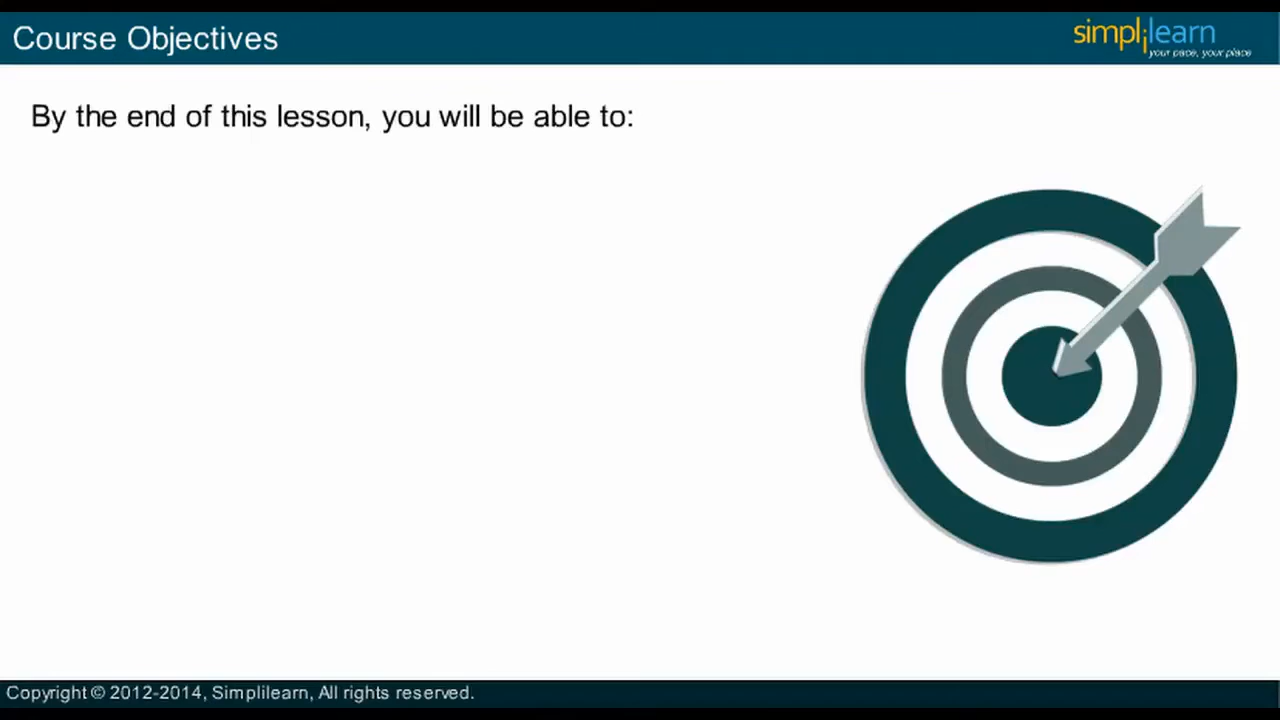 Course Objectives
simplilearn
your pace, your place
By the end of this lesson, you will be able to:
Copyright © 2012-2014, Simplilearn, All rights reserved.